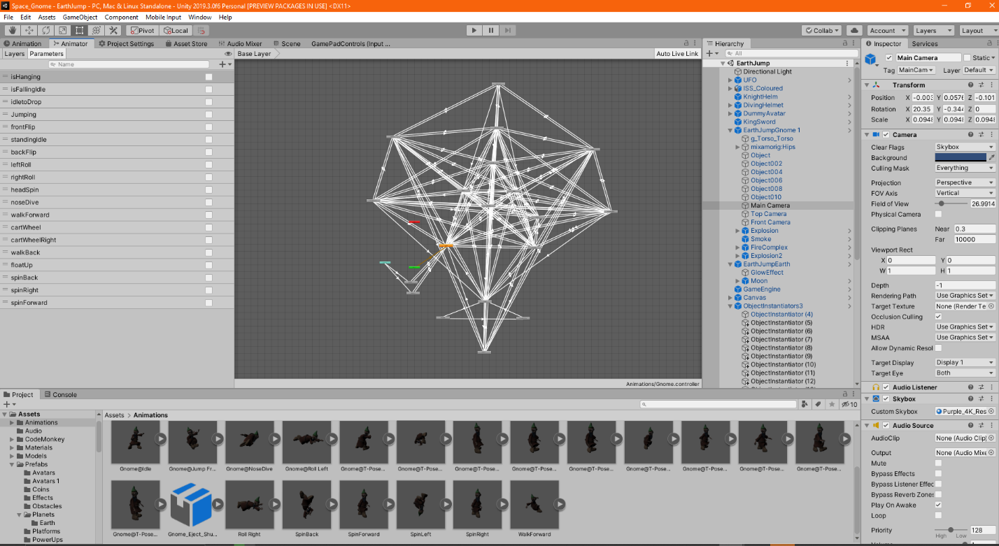 Space_Gnome - EarthJump - PC, Mac & Linux Standalone - Unity 2019.3.0f6 Personal [PREVIEW PACKAGES IN USE] <DX11>
File Edit Assets GameObject Component Mobile Input Window Help
Pivot Local Collab Account Layers Layout
Animation Animator Project Settings Asset Store Audio Mixer Scene GamePadControls (Input ...
Layers Parameters Base Layer Auto Live Link
Name
isHanging
isFallingIdle
idletoDrop
Jumping
frontFlip
standingIdle
backFlip
leftRoll
rightRoll
headSpin
noseDive
walkForward
cartWheel
cartWheelRight
walkBack
floatUp
spinBack
spinRight
spinForward
Animations/Gnome.controller
Hierarchy
All
EarthJump
Directional Light
UFO
ISS_Coloured
KnightHelm
DivingHelmet
DummyAvatar
KingSword
EarthJumpGnome 1
g_Torso_Torso
mixamorig:Hips
Object
Object002
Object004
Object006
Object008
Object010
Main Camera
Top Camera
Front Camera
Explosion
Smoke
FireComplex
Explosion2
EarthJumpEarth
GlowEffect
Moon
GameEngine
Canvas
ObjectInstantiators3
ObjectInstantiator (4)
ObjectInstantiator (5)
ObjectInstantiator (6)
ObjectInstantiator (7)
ObjectInstantiator (8)
ObjectInstantiator (9)
ObjectInstantiator (10)
ObjectInstantiator (11)
ObjectInstantiator (12)
Inspector Services
Main Camera Static
Tag MainCam Layer Default
Transform
Position X -0.003 Y 0.0576 Z -0.101
Rotation X 20.35 Y -0.344 Z 0
Scale X 0.0948 Y 0.0948 Z 0.0948
Camera
Clear Flags Skybox
Background
Culling Mask Everything
Projection Perspective
FOV Axis Vertical
Field of View 26.9914
Physical Camera
Clipping Planes Near 0.3
Far 10000
Viewport Rect
X 0 Y 0
W 1 H 1
Depth -1
Rendering Path Use Graphics Set
Target Texture None (Render Te
Occlusion Culling
HDR Use Graphics Set
MSAA Use Graphics Set
Allow Dynamic Resol
Target Display Display 1
Target Eye Both
Audio Listener
Skybox
Custom Skybox Purple_4K_Res
Audio Source
AudioClip None (Audio Clip)
Output None (Audio Mixe
Mute
Bypass Effects
Bypass Listener Effec
Bypass Reverb Zones
Play On Awake
Loop
Priority 128
High Low
Project Console
10
Assets
Animations
Audio
CodeMonkey
Materials
Models
Prefabs
Avatars
Avatars 1
Coins
Effects
Obstacles
Planets
Earth
Platforms
PowerUps
Assets > Animations
Gnome@Idle Gnome@Jump Fr... Gnome@NoseDive Gnome@Roll Left Gnome@T-Pose... Gnome@T-Pose... Gnome@T-Pose... Gnome@T-Pose... Gnome@T-Pose... Gnome@T-Pose... Gnome@T-Pose... Gnome@T-Pose... Gnome@T-Pose...
Gnome@T-Pose... Gnome_Eject_Shu... Roll Right SpinBack SpinForward SpinLeft SpinRight WalkForward